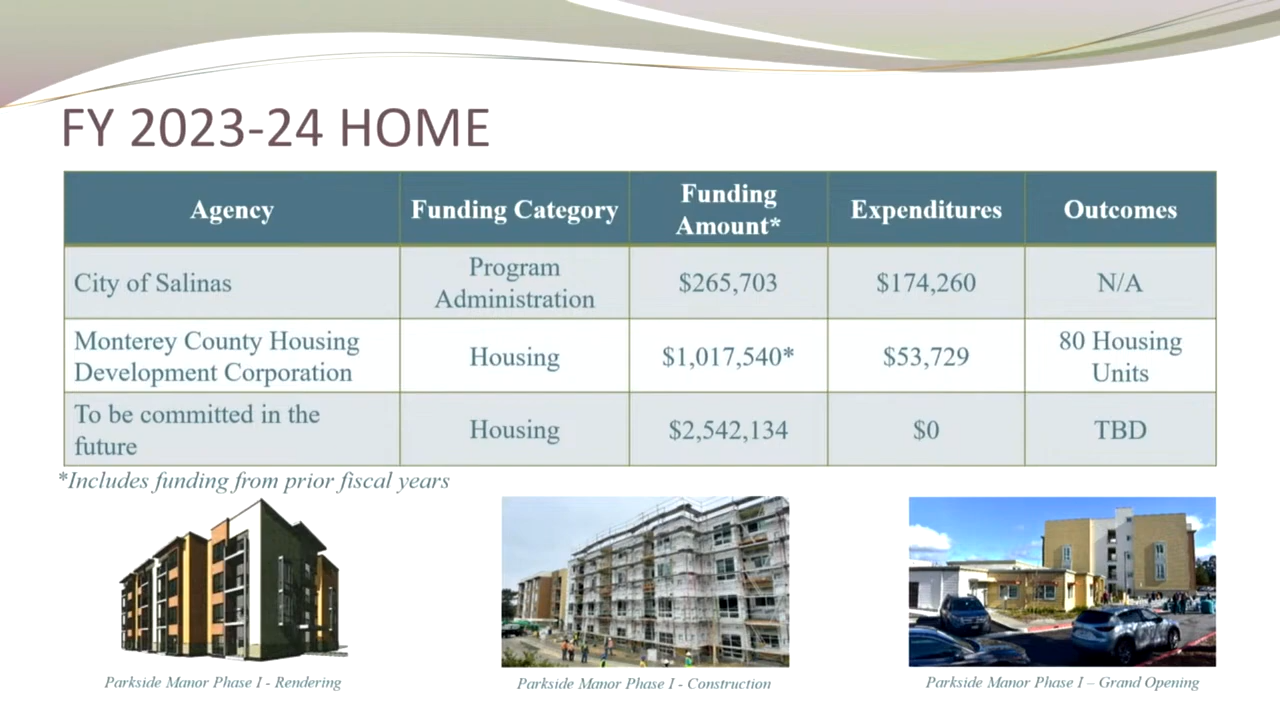 FY 2023-24 HOME
Agency
Funding Category
Funding
Amount*
Expenditures
Outcomes
City of Salinas
Program
Administration
$265,703
$174,260
N/A
Monterey County Housing
Development Corporation
Housing
$1,017,540*
$53,729
80 Housing
Units
To be committed in the
future
Housing
$2,542,134
$0
TBD
*Includes funding from prior fiscal years
Parkside Manor Phase I - Rendering
Parkside Manor Phase I - Construction
Parkside Manor Phase I – Grand Opening